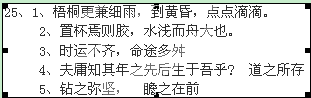 25、1、梧桐更兼细雨，到黄昏，点点滴滴。
2、置杯焉则胶，水浅而舟大也。
3、时运不齐，命途多舛
4、夫庸知其年之先后生于吾乎？ 道之所存
5、钻之弥坚， 瞻之在前